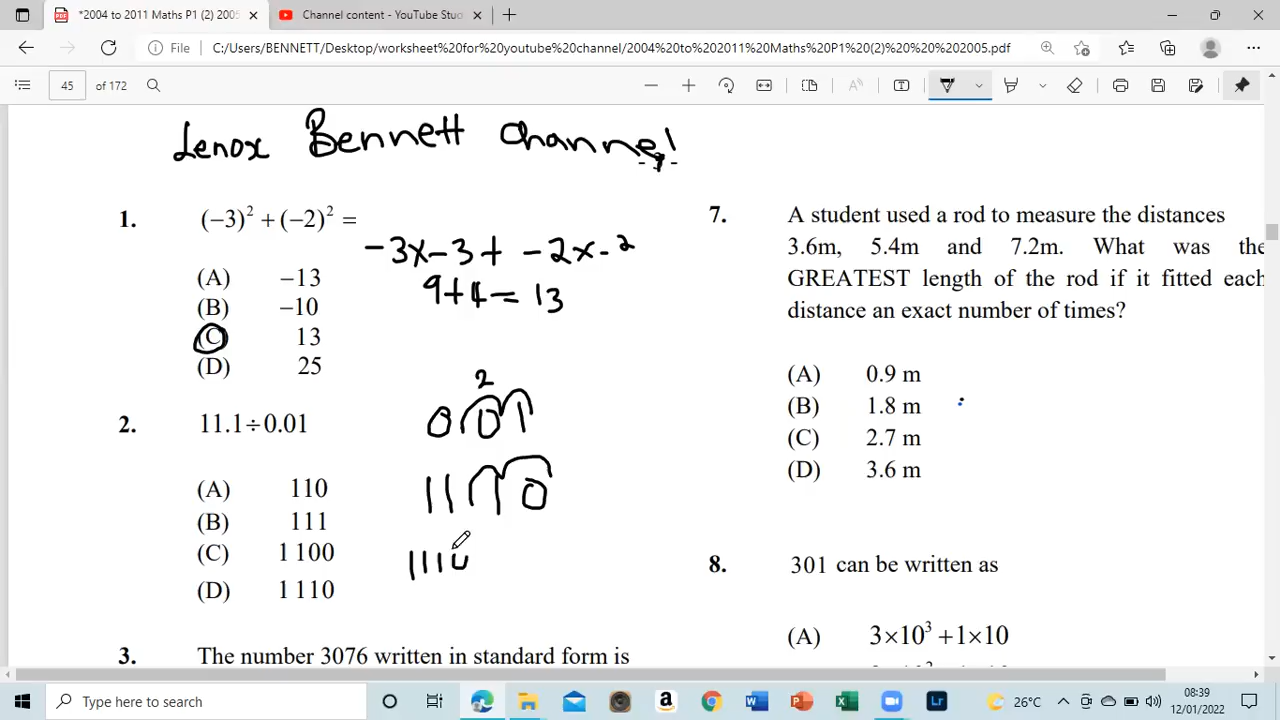 *2004 to 2011 Maths P1 (2) 2005
Channel content - YouTube Stu
File
C:/Users/BENNETT/Desktop/worksheet%20for%20youtube%20channel/2004%20to%202011%20Maths%20P1%20(2)%20%20%202005.pdf
45 of 172
Lenox Bennett Channel
1. (−3)² + (−2)² =
-3x-3 + -2x-2
9+4 = 13
(A) −13
(B) −10
(C) 13
(D) 25
2. 11.1 ÷ 0.01
2
001
1110
1110
(A) 110
(B) 111
(C) 1 100
(D) 1 110
3. The number 3076 written in standard form is
7. A student used a rod to measure the distances
3.6m, 5.4m and 7.2m. What was the
GREATEST length of the rod if it fitted each
distance an exact number of times?
(A) 0.9 m
(B) 1.8 m
(C) 2.7 m
(D) 3.6 m
8. 301 can be written as
(A) 3×10³ +1×10
Type here to search
26°C
08:39
12/01/2022